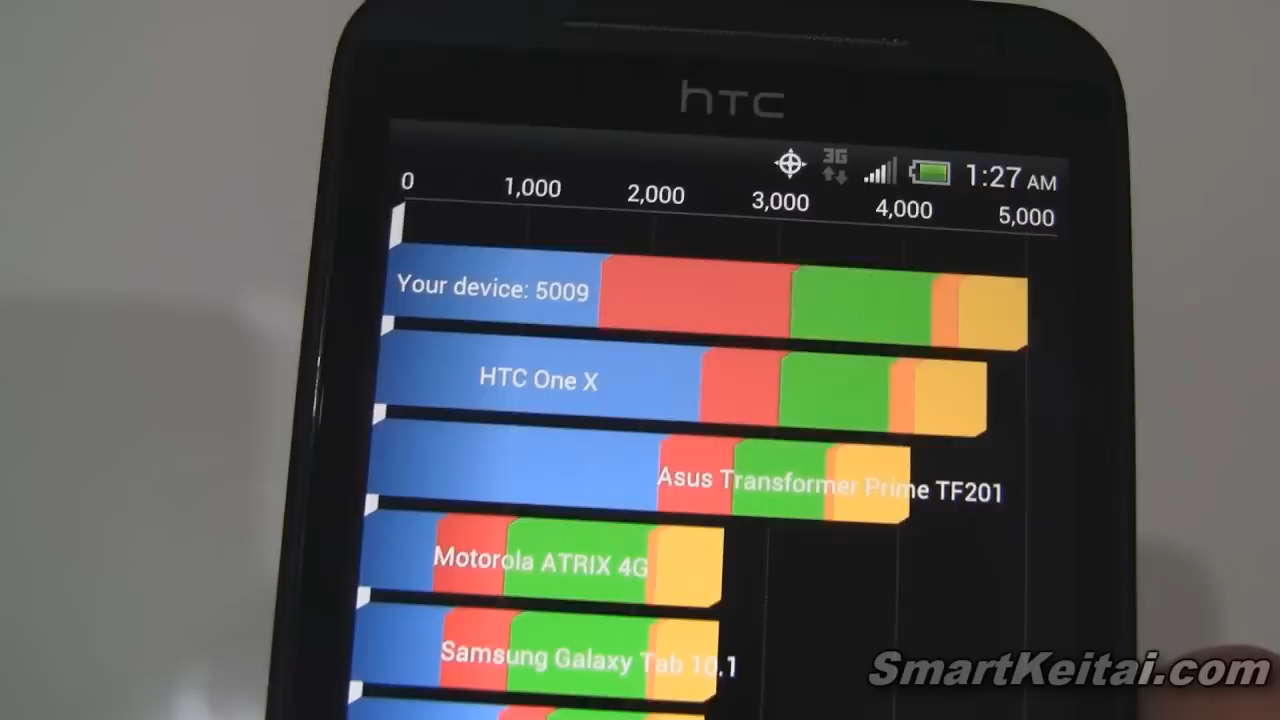 hTC
3G
1:27 AM
0 1,000 2,000 3,000 4,000 5,000
Your device: 5009
HTC One X
Asus Transformer Prime TF201
Motorola ATRIX 4G
Samsung Galaxy Tab 10.1
SmartKeitai.com